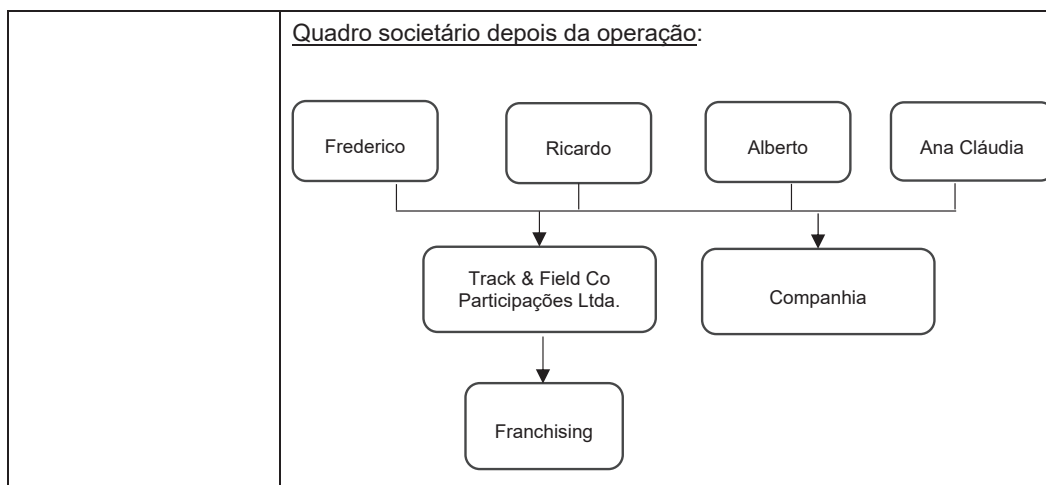 Quadro societário depois da operação:
Frederico
Ricardo
Alberto
Ana Cláudia
Track & Field Co
Participações Ltda.
Companhia
Franchising